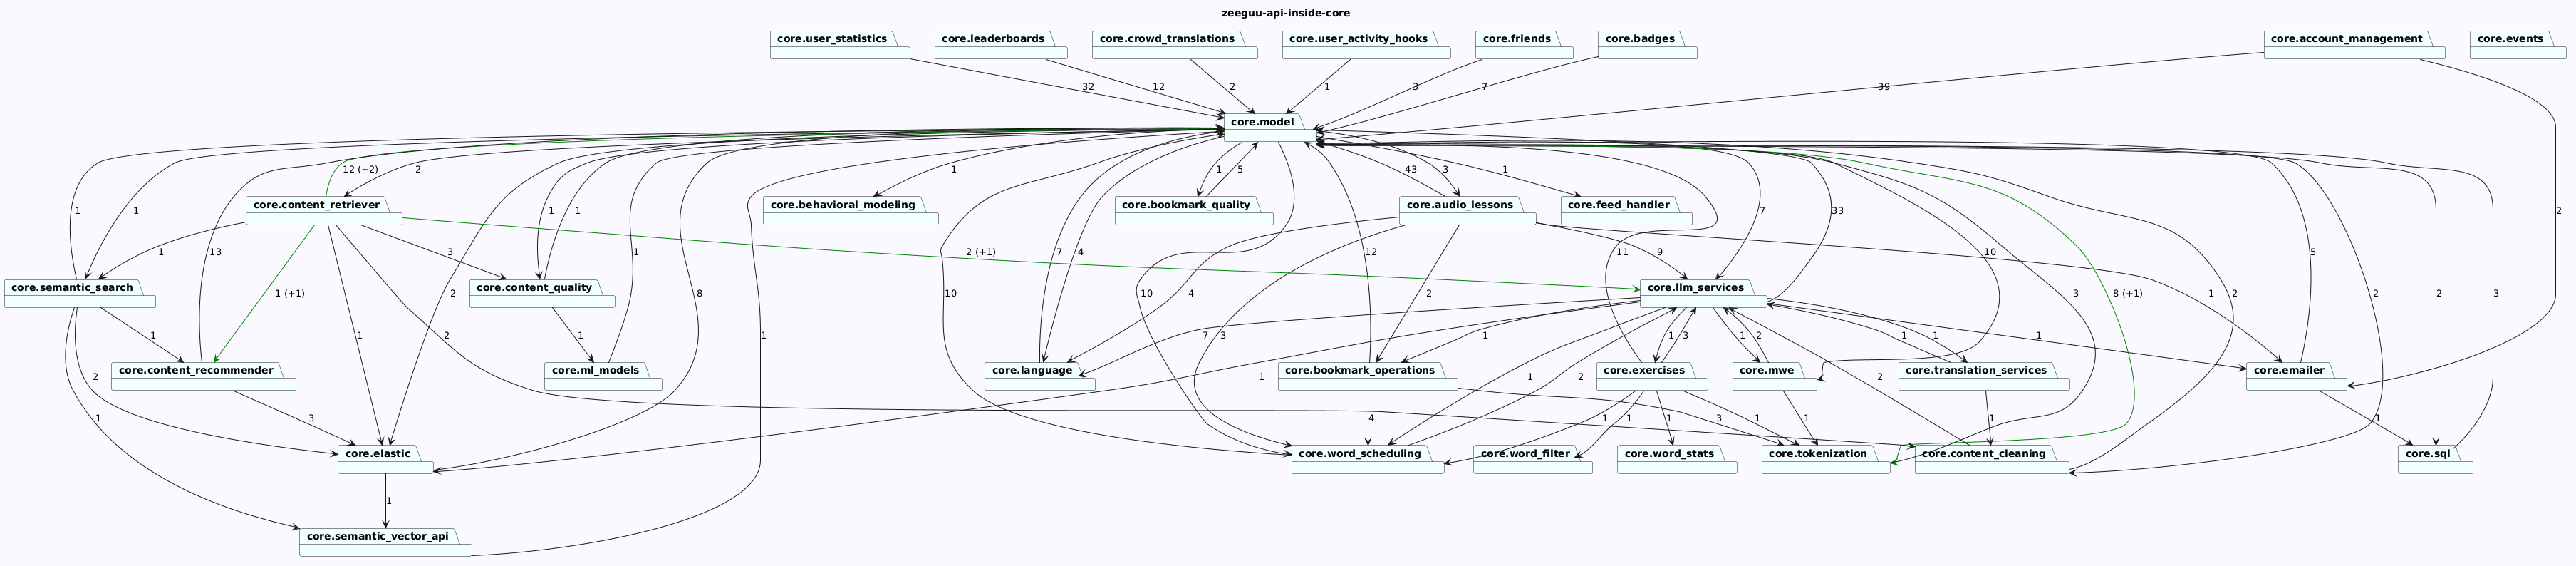 zeeguu-api-inside-core
core.user_statistics
core.leaderboards
core.crowd_translations
core.user_activity_hooks
core.friends
core.badges
core.account_management
core.events
32
12
2
1
3
7
39
core.model
12 (+2)
2
1
1
5
43
3
1
2
core.content_retriever
core.behavioral_modeling
core.bookmark_quality
core.audio_lessons
core.feed_handler
1
1
1
1
7
33
13
1
3
2 (+1)
7
4
12
11
9
10
5
core.semantic_search
core.content_quality
core.llm_services
1 (+1)
2
8
10
10
4
2
1
3
8 (+1)
2
2
2
3
1
1
1
2
1
1
7
3
1
1
3
1
2
1
1
1
core.content_recommender
core.ml_models
core.language
core.bookmark_operations
core.exercises
core.mwe
core.translation_services
core.emailer
2
1
1
2
2
3
1
4
1
1
1
3
1
1
1
1
core.elastic
core.word_scheduling
core.word_filter
core.word_stats
core.tokenization
core.content_cleaning
core.sql
1
core.semantic_vector_api